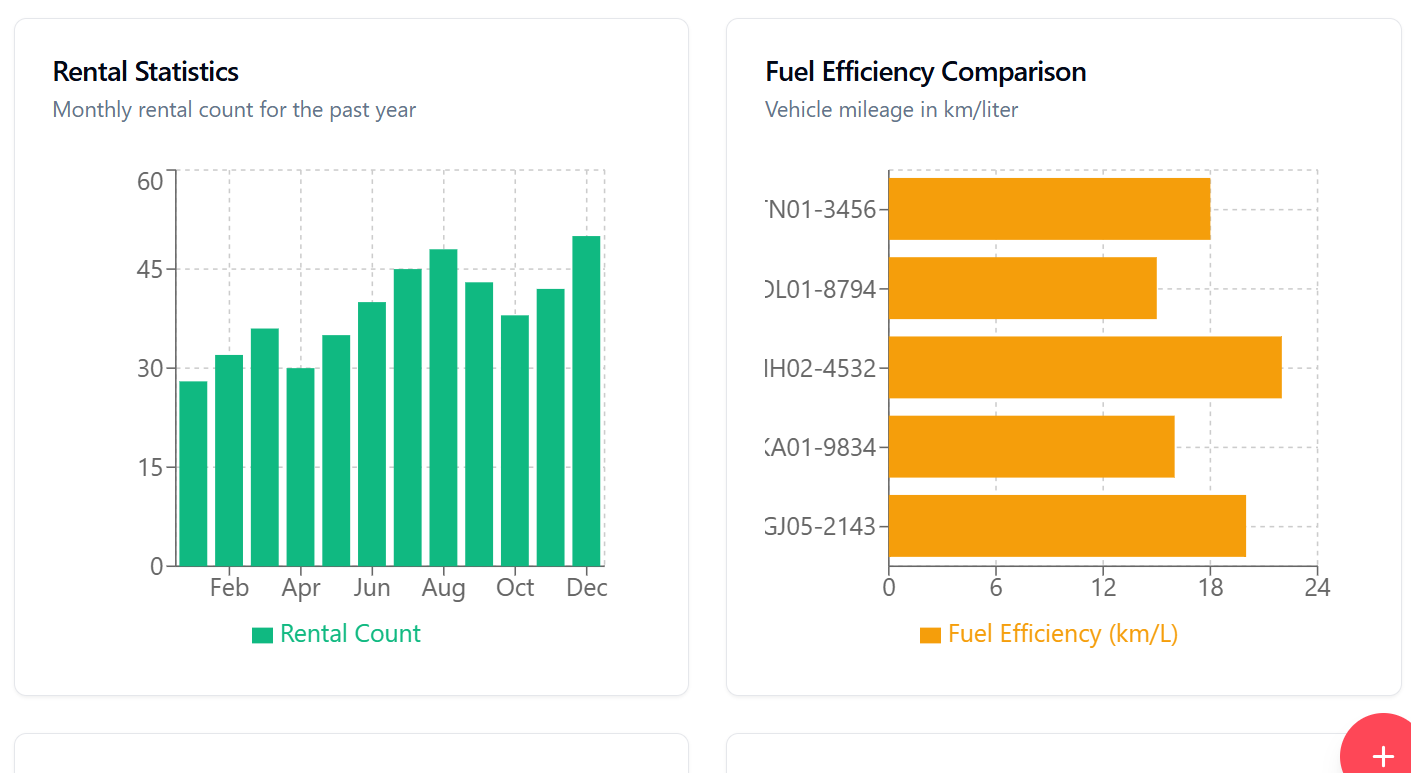 Rental Statistics
Monthly rental count for the past year
60
45
30
15
0
Feb Apr Jun Aug Oct Dec
Rental Count
Fuel Efficiency Comparison
Vehicle mileage in km/liter
TN01-3456
DL01-8794
H02-4532
KA01-9834
GJ05-2143
0 6 12 18 24
Fuel Efficiency (km/L)
+